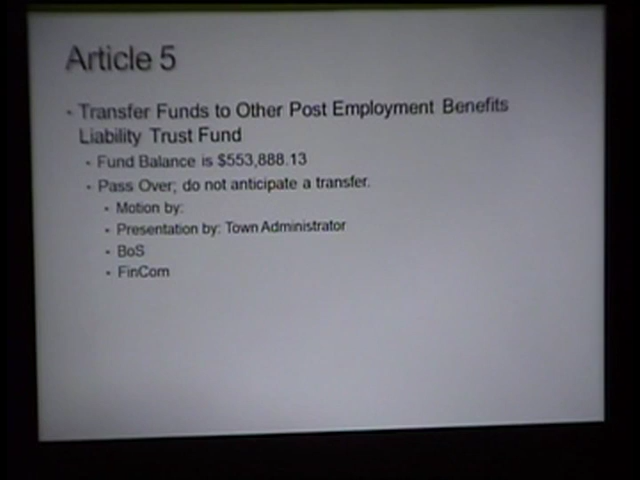 Article 5
- Transfer Funds to Other Post Employment Benefits
Liability Trust Fund
- Fund Balance is $553,888.13
- Pass Over; do not anticipate a transfer.
- Motion by:
- Presentation by: Town Administrator
- BoS
- FinCom